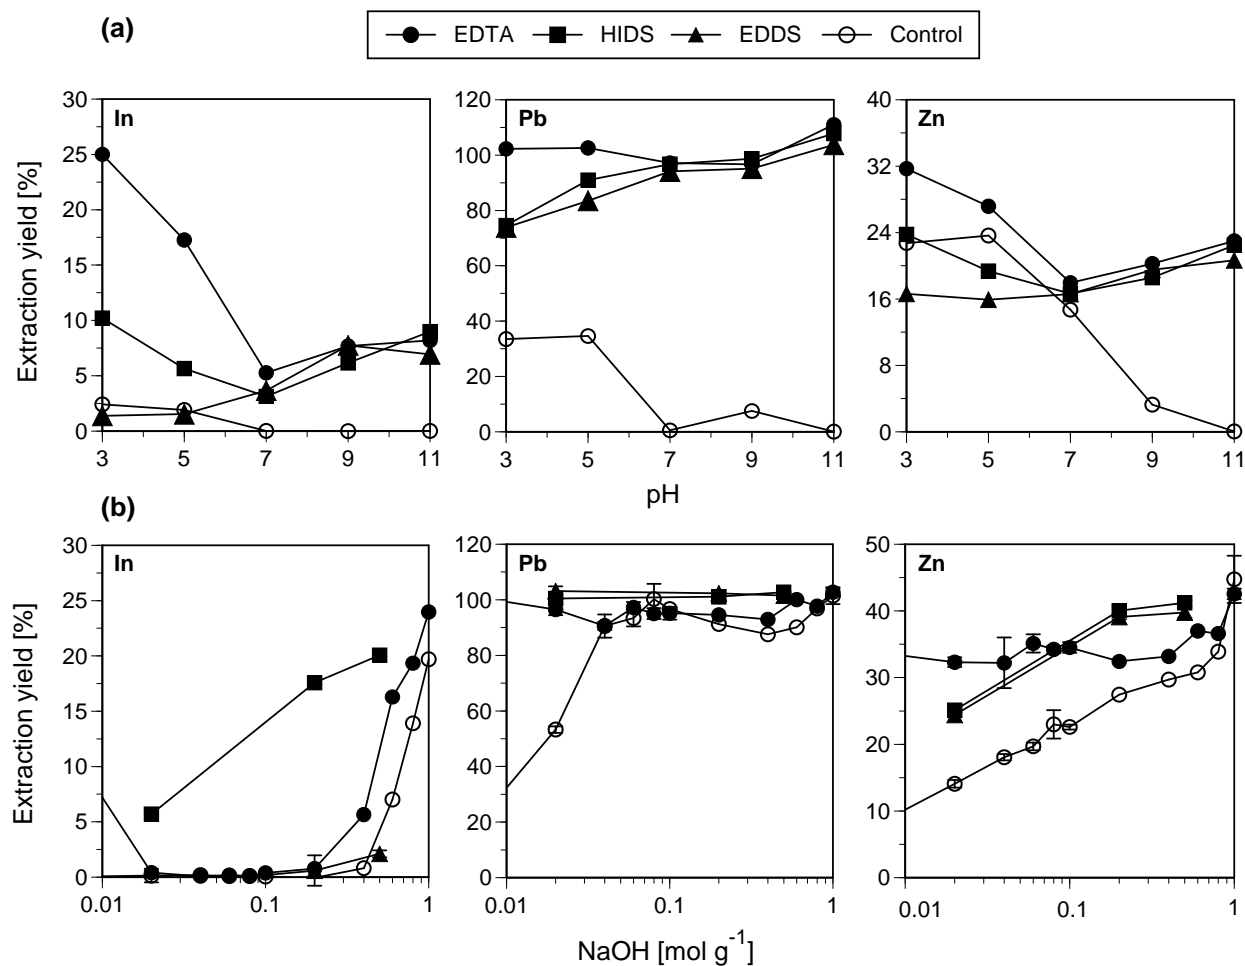 (a)
EDTA HIDS EDDS Control
In
Pb
Zn
Extraction yield [%]
30
25
20
15
10
5
0
3 5 7 9 11
120
100
80
60
40
20
0
3 5 7 9 11
40
32
24
16
8
0
3 5 7 9 11
pH
(b)
In
Pb
Zn
Extraction yield [%]
30
25
20
15
10
5
0
0.01 0.1 1
120
100
80
60
40
20
0
0.01 0.1 1
50
40
30
20
10
0
0.01 0.1 1
NaOH [mol g⁻¹]